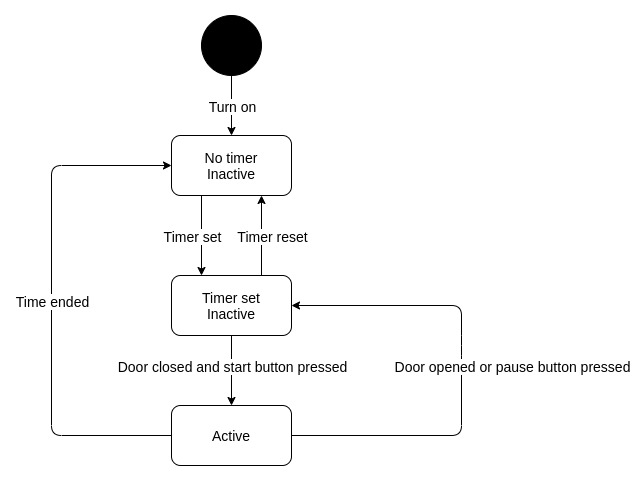 Turn on
No timer
Inactive
Timer set
Timer reset
Time ended
Timer set
Inactive
Door closed and start button pressed
Door opened or pause button pressed
Active